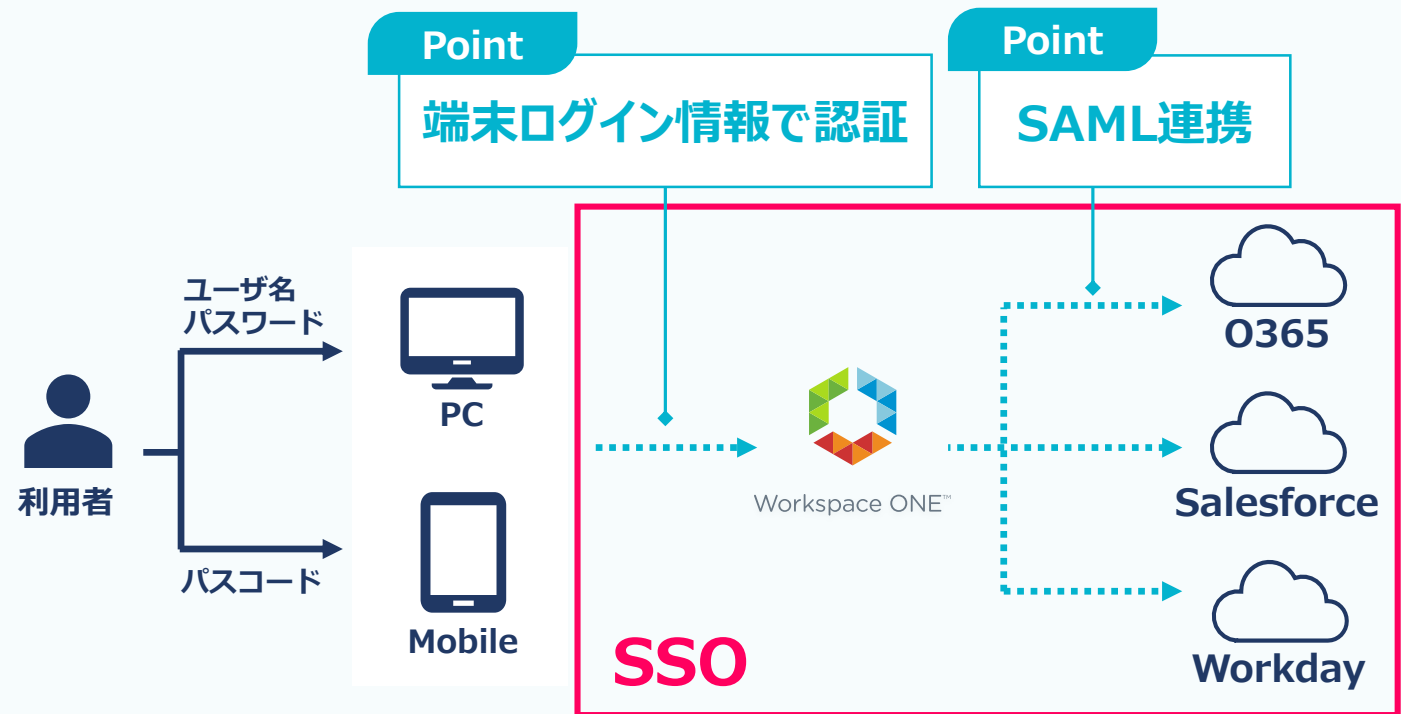 Point
端末ログイン情報で認証
Point
SAML連携
ユーザ名
パスワード
利用者
パスコード
PC
Mobile
Workspace ONE™
SSO
O365
Salesforce
Workday